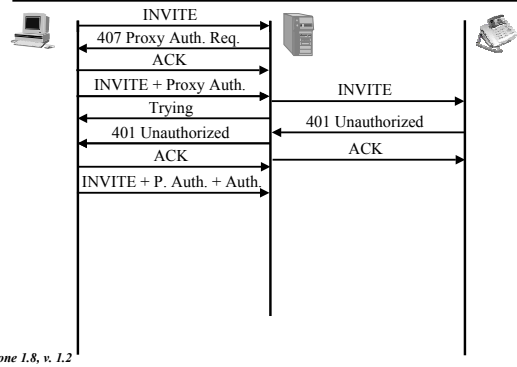 INVITE
407 Proxy Auth. Req.
ACK
INVITE + Proxy Auth.
INVITE
Trying
401 Unauthorized
401 Unauthorized
ACK
ACK
INVITE + P. Auth. + Auth.
one 1.8, v. 1.2